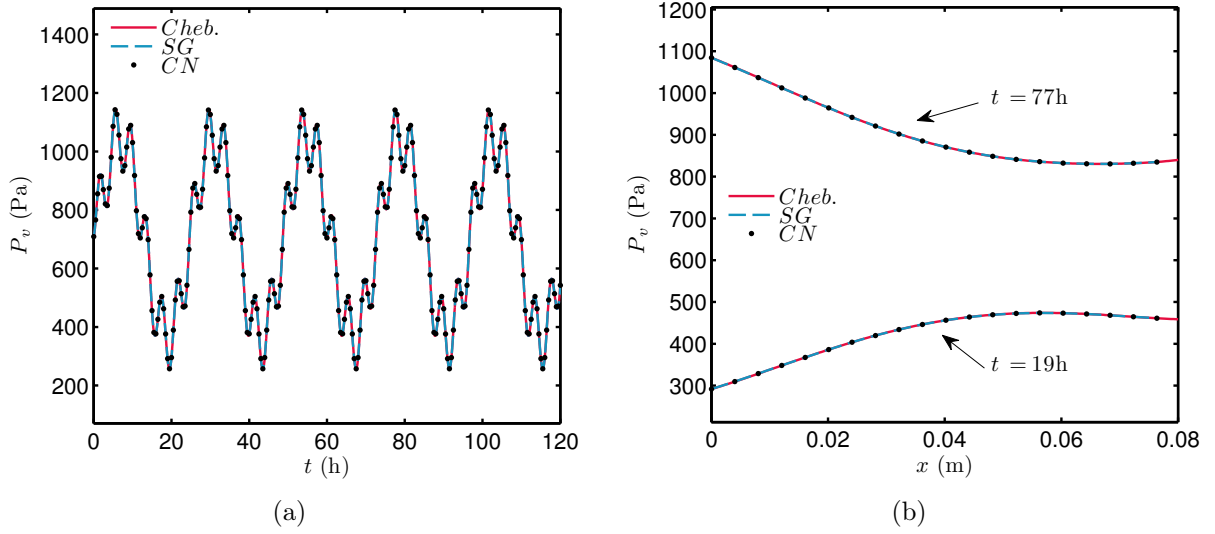 1400
1200
1000
800
600
400
200
P_v (Pa)
Cheb.
SG
CN
0 20 40 60 80 100 120
t (h)
(a)
1200
1100
1000
900
800
700
600
500
400
300
P_v (Pa)
t = 77h
Cheb.
SG
CN
t = 19h
0 0.02 0.04 0.06 0.08
x (m)
(b)